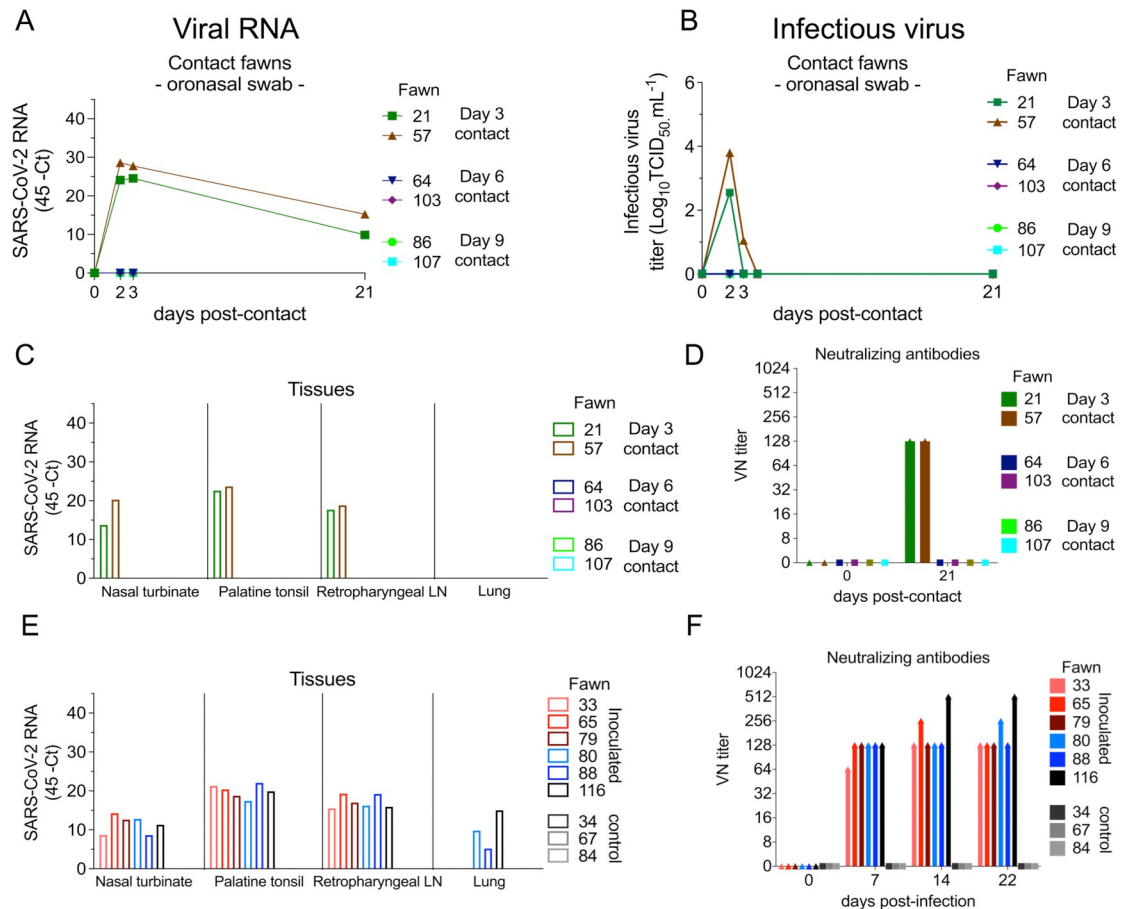 A
Viral RNA
Contact fawns
- oronasal swab -
SARS-CoV-2 RNA
(45 -Ct)
40
30
20
10
0
0 2 3 21
days post-contact
Fawn
21 Day 3
57 contact
64 Day 6
103 contact
86 Day 9
107 contact
B
Infectious virus
Contact fawns
- oronasal swab -
Infectious virus
titer (Log10TCID50.mL-1)
6
4
2
0
0 2 3 21
days post-contact
Fawn
21 Day 3
57 contact
64 Day 6
103 contact
86 Day 9
107 contact
C
Tissues
SARS-CoV-2 RNA
(45 -Ct)
40
30
20
10
0
Nasal turbinate Palatine tonsil Retropharyngeal LN Lung
Fawn
21 Day 3
57 contact
64 Day 6
103 contact
86 Day 9
107 contact
D
Neutralizing antibodies
VN titer
1024
512
256
128
64
32
16
8
0
0 21
days post-contact
Fawn
21 Day 3
57 contact
64 Day 6
103 contact
86 Day 9
107 contact
E
Tissues
SARS-CoV-2 RNA
(45 -Ct)
40
30
20
10
0
Nasal turbinate Palatine tonsil Retropharyngeal LN Lung
Fawn
33
65
79
80
88
116
Inoculated
34
67
84
control
F
Neutralizing antibodies
VN titer
1024
512
256
128
64
32
16
8
0
0 7 14 22
days post-infection
Fawn
33
65
79
80
88
116
Inoculated
34
67
84
control